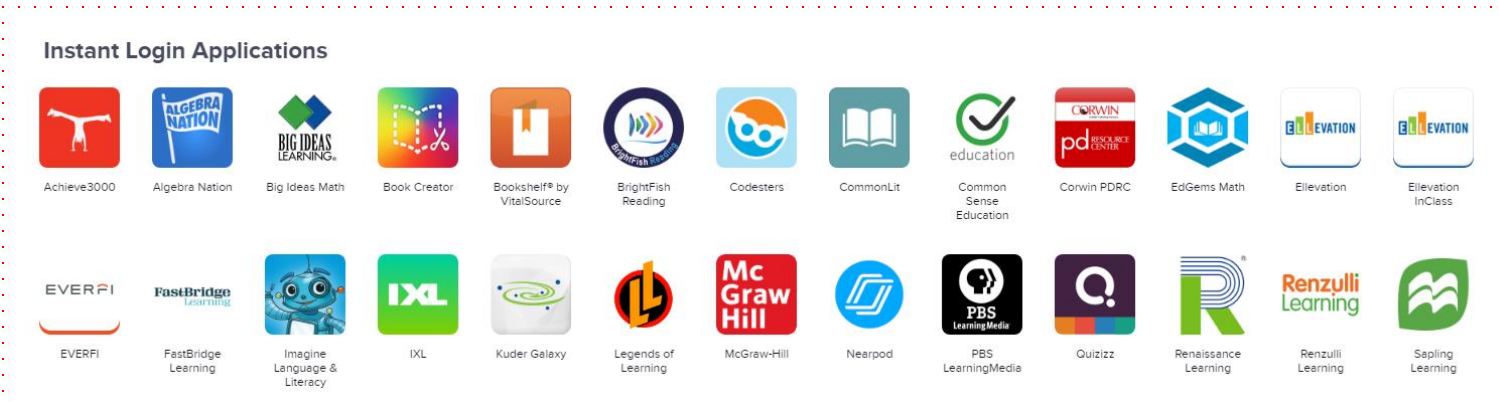 Instant Login Applications
ALGEBRA
NATION
BIG IDEAS
LEARNING®
BrightFish Reading
education
CORWIN
pd RESOURCE
CENTER
ELLEVATION
ELLEVATION
Achieve3000
Algebra Nation
Big Ideas Math
Book Creator
Bookshelf® by
VitalSource
BrightFish
Reading
Codesters
CommonLit
Common
Sense
Education
Corwin PDRC
EdGems Math
Ellevation
Ellevation
InClass
EVERFI
FastBridge
Learning
IXL
LL
Mc
Graw
Hill
PBS
LearningMedia
Q
R
Renzulli
Learning
EVERFI
FastBridge
Learning
Imagine
Language &
Literacy
IXL
Kuder Galaxy
Legends of
Learning
McGraw-Hill
Nearpod
PBS
LearningMedia
Quizizz
Renaissance
Learning
Renzulli
Learning
Sapling
Learning